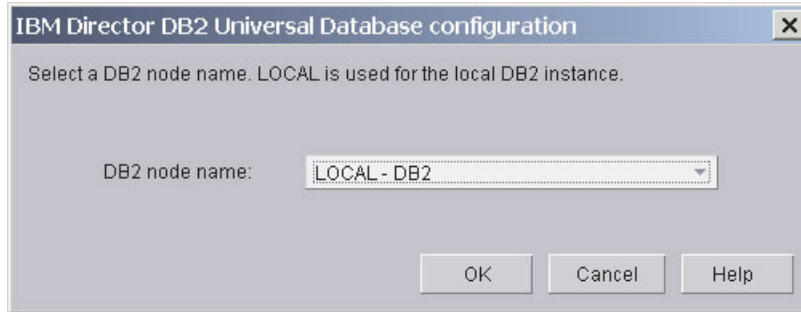 IBM Director DB2 Universal Database configuration
Select a DB2 node name. LOCAL is used for the local DB2 instance.
DB2 node name: LOCAL - DB2
OK Cancel Help